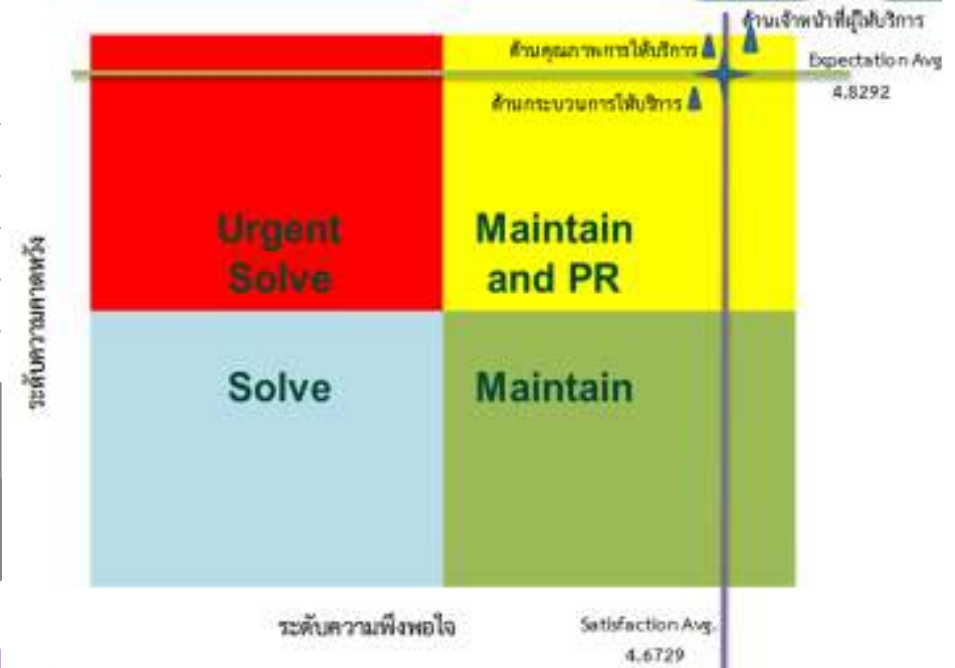 ด้านเจ้าหน้าที่ผู้ให้บริการ
ด้านคุณภาพการให้บริการ
Expectation Avg
4.8292
ด้านกระบวนการให้บริการ
Urgent
Solve
Maintain
and PR
ระดับความคาดหวัง
Solve
Maintain
ระดับความพึงพอใจ
Satisfaction Avg.
4.6729